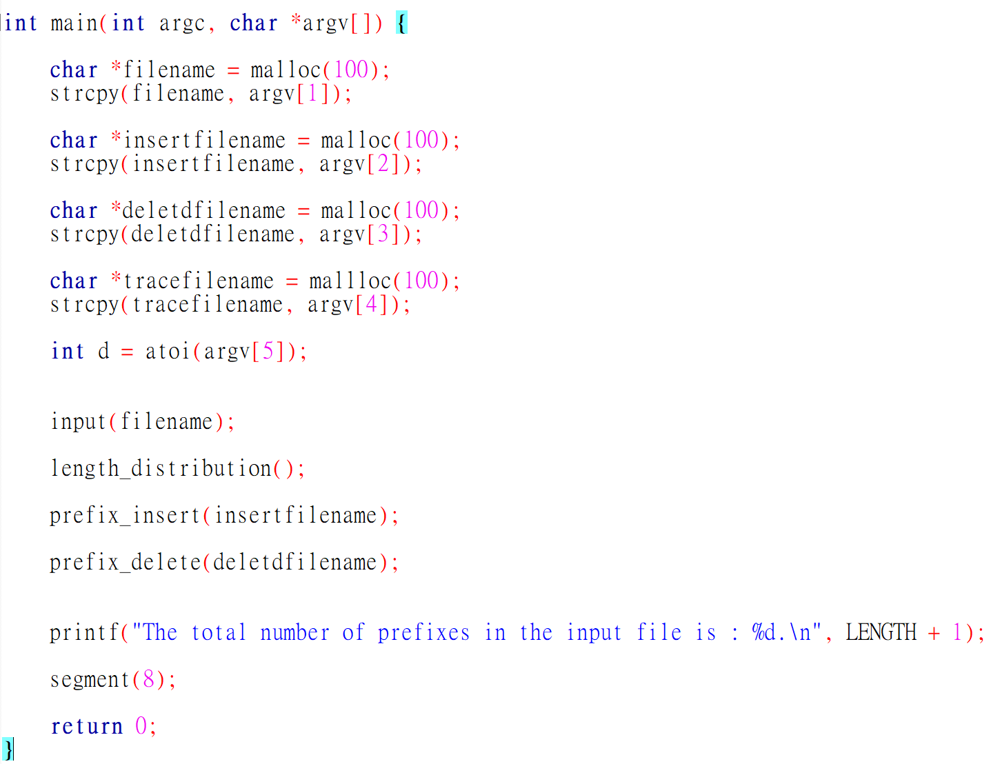 int main(int argc, char *argv[]) {
char *filename = malloc(100);
strcpy(filename, argv[1]);
char *insertfilename = malloc(100);
strcpy(insertfilename, argv[2]);
char *deletdfilename = malloc(100);
strcpy(deletdfilename, argv[3]);
char *tracefilename = mallloc(100);
strcpy(tracefilename, argv[4]);
int d = atoi(argv[5]);
input(filename);
length_distribution();
prefix_insert(insertfilename);
prefix_delete(deletdfilename);
printf("The total number of prefixes in the input file is : %d.\n", LENGTH + 1);
segment(8);
return 0;
}